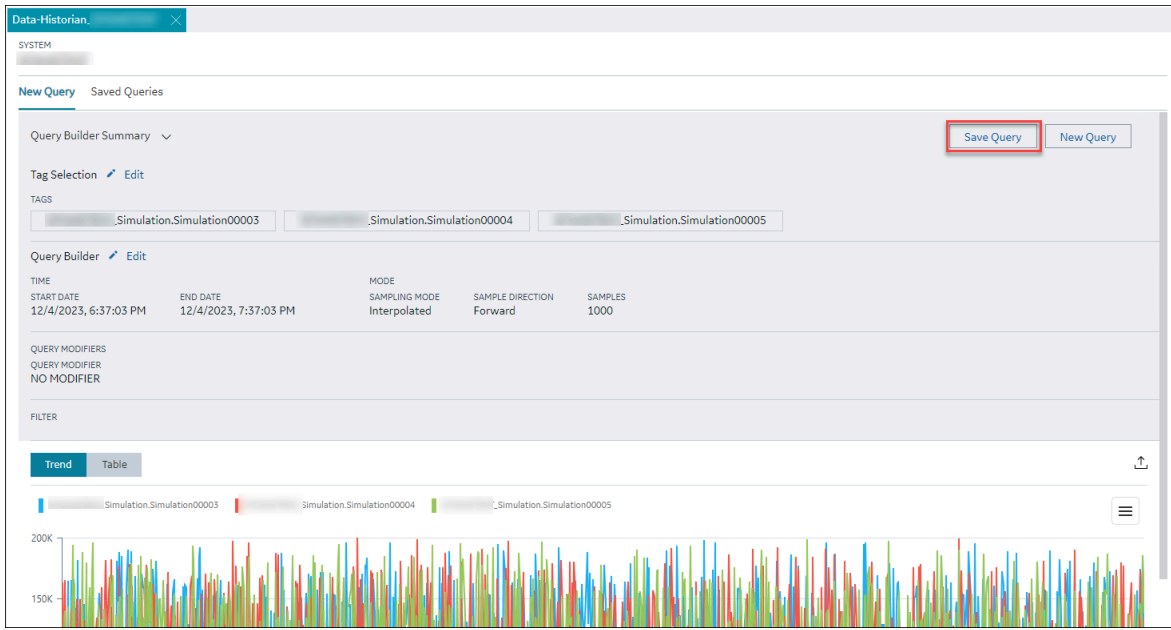 Data-Historian_
SYSTEM
New Query Saved Queries
Query Builder Summary
Save Query New Query
Tag Selection Edit
TAGS
_Simulation.Simulation00003 _Simulation.Simulation00004 _Simulation.Simulation00005
Query Builder Edit
TIME MODE
START DATE END DATE SAMPLING MODE SAMPLE DIRECTION SAMPLES
12/4/2023, 6:37:03 PM 12/4/2023, 7:37:03 PM Interpolated Forward 1000
QUERY MODIFIERS
QUERY MODIFIER
NO MODIFIER
FILTER
Trend Table
_Simulation.Simulation00003 Simulation.Simulation00004 _Simulation.Simulation00005
200K
150K